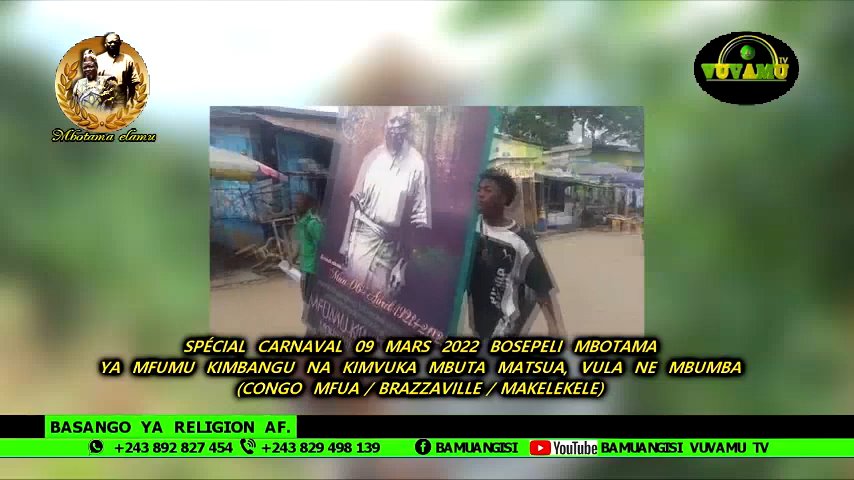 Mbotama elamu
VUVAMU TV
MFUMU KIM
SPÉCIAL CARNAVAL 09 MARS 2022 BOSEPELI MBOTAMA
YA MFUMU KIMBANGU NA KIMVUKA MBUTA MATSUA, VULA NE MBUMBA
(CONGO MFUA / BRAZZAVILLE / MAKELEKELE)
BASANGO YA RELIGION AF.
+243 892 827 454 +243 829 498 139 BAMUANGISI YouTube BAMUANGISI VUVAMU TV